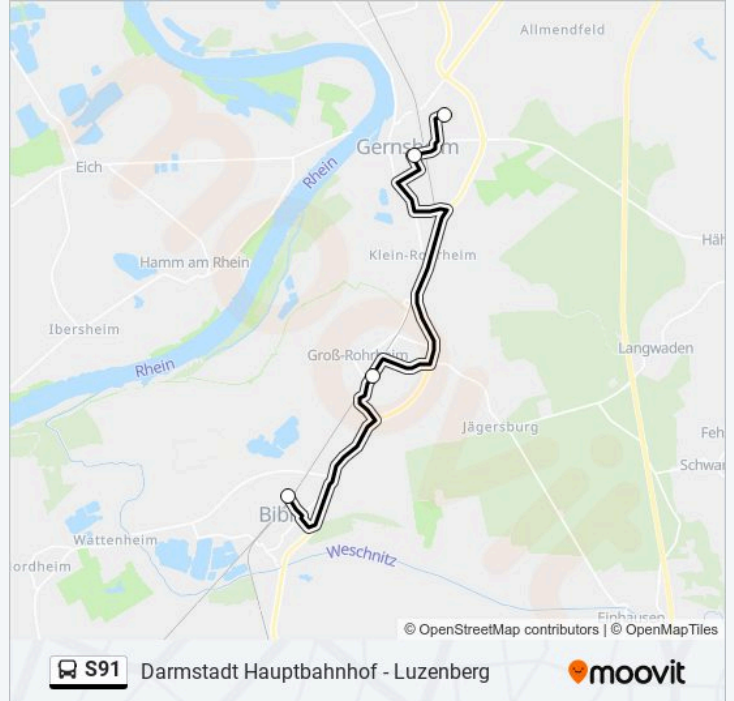 Allmendfeld
Gernsheim
Eich
Rhein
Häh
Klein-Rohrheim
Hamm am Rhein
Ibersheim
Langwaden
Groß-Rohrheim
Rhein
Jägersburg
Feh
Schwar
Bibl
Wattenheim
Weschnitz
ordheim
Einhausen
© OpenStreetMap contributors | © OpenMapTiles
S91 Darmstadt Hauptbahnhof - Luzenberg
moovit